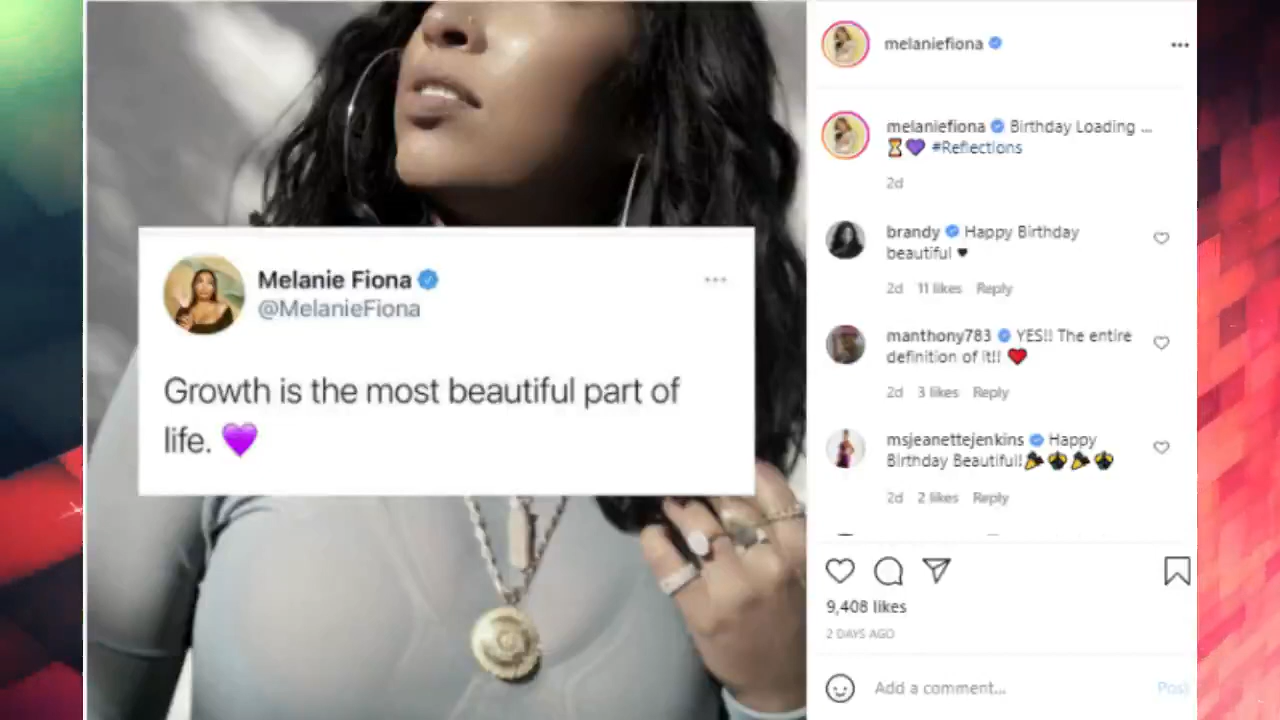 Melanie Fiona
@MelanieFiona
Growth is the most beautiful part of
life. 💜
melaniefiona
melaniefiona Birthday Loading ...
⏳💜 #Reflections
2d
brandy Happy Birthday
beautiful ♥
2d 11 likes Reply
manthony783 YES!! The entire
definition of it!! ❤️
2d 3 likes Reply
msjeanettejenkins Happy
Birthday Beautiful!
2d 2 likes Reply
9,408 likes
2 DAYS AGO
Add a comment...
Post